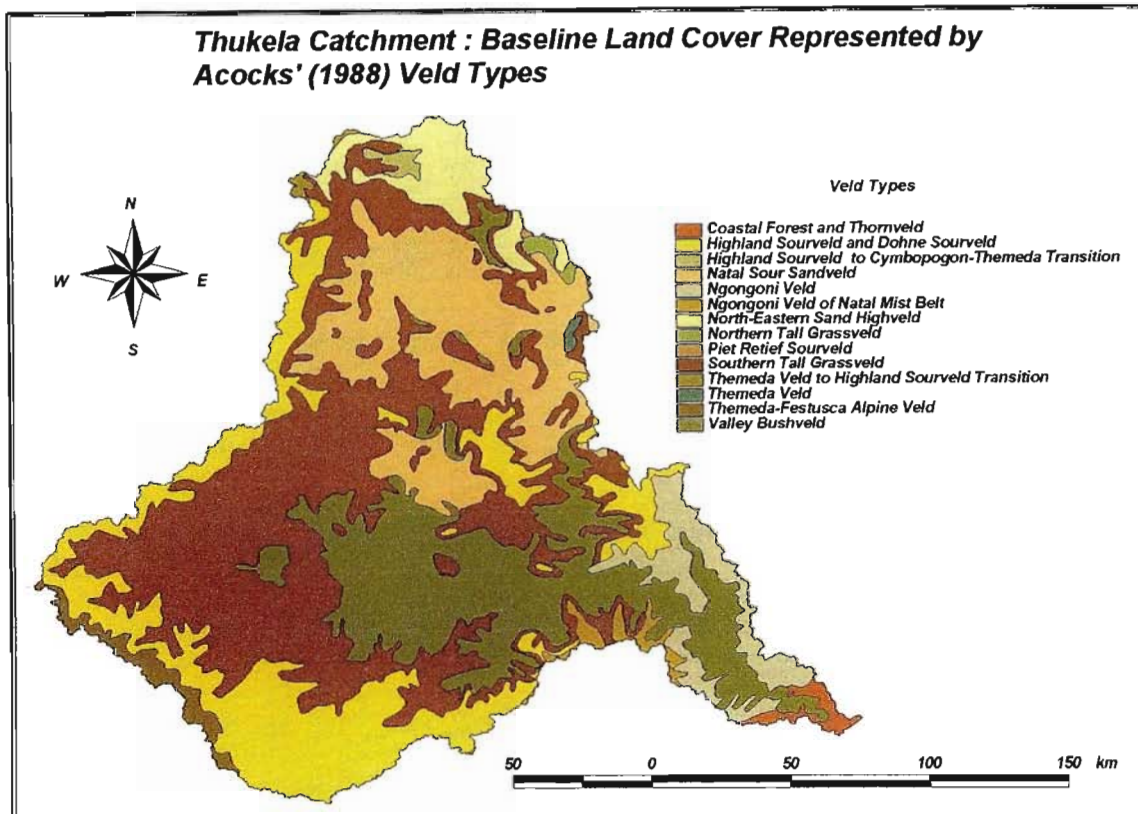 Thukela Catchment : Baseline Land Cover Represented by
Acocks' (1988) Veld Types
Veld Types
Coastal Forest and Thornveld
Highland Sourveld and Dohne Sourveld
Highland Sourveld to Cymbopogon-Themeda Transition
Natal Sour Sandveld
Ngongoni Veld
Ngongoni Veld of Natal Mist Belt
North-Eastern Sand Highveld
Northern Tall Grassveld
Piet Retief Sourveld
Southern Tall Grassveld
Themeda Veld to Highland Sourveld Transition
Themeda Veld
Themeda-Festusca Alpine Veld
Valley Bushveld
N
W E
S
50 0 50 100 150 km